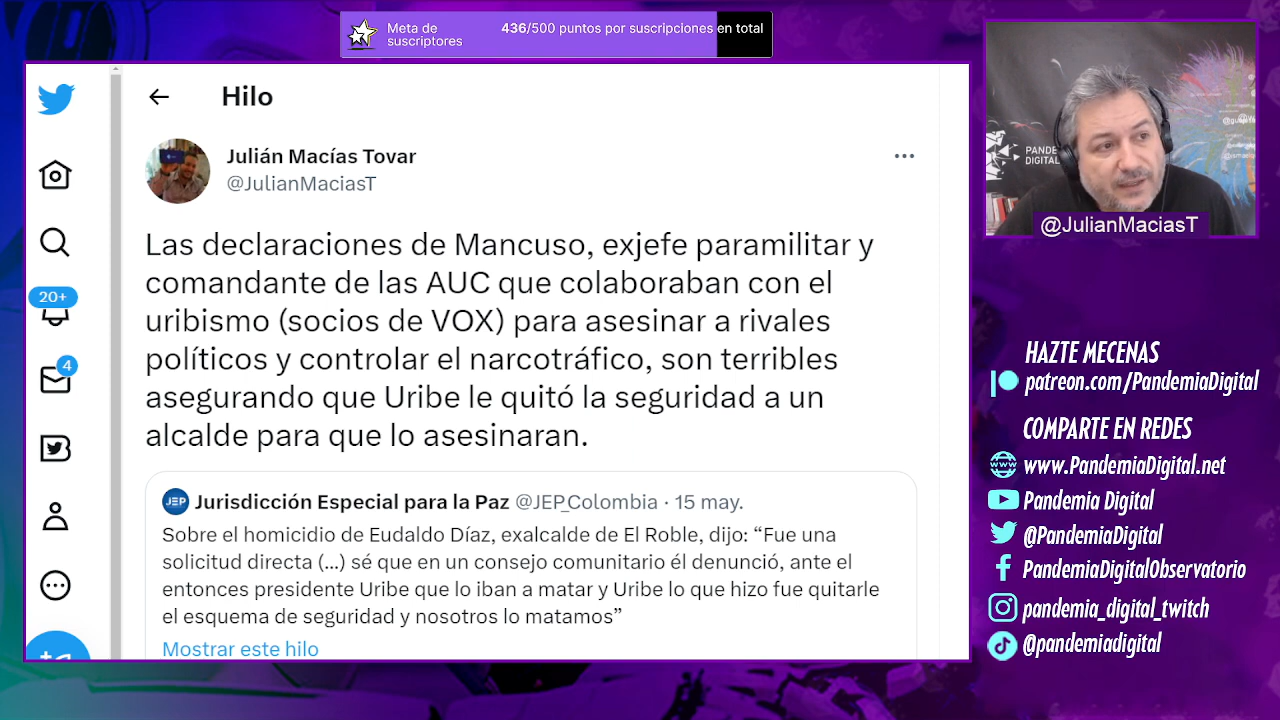 Meta de
suscriptores
436/500 puntos por suscripciones en total
Hilo
Julián Macías Tovar
@JulianMaciasT
20+
4
Las declaraciones de Mancuso, exjefe paramilitar y
comandante de las AUC que colaboraban con el
uribismo (socios de VOX) para asesinar a rivales
políticos y controlar el narcotráfico, son terribles
asegurando que Uribe le quitó la seguridad a un
alcalde para que lo asesinaran.
JEP
Jurisdicción Especial para la Paz @JEP_Colombia · 15 may.
Sobre el homicidio de Eudaldo Díaz, exalcalde de El Roble, dijo: “Fue una
solicitud directa (...) sé que en un consejo comunitario él denunció, ante el
entonces presidente Uribe que lo iban a matar y Uribe lo que hizo fue quitarle
el esquema de seguridad y nosotros lo matamos”
Mostrar este hilo
PANDE
DIGITAL
@JulianMaciasT
HAZTE MECENAS
patreon.com/PandemiaDigital
COMPARTE EN REDES
www.PandemiaDigital.net
Pandemia Digital
@PandemiaDigital
PandemiaDigitalObservatorio
pandemia_digital_twitch
@pandemiadigital